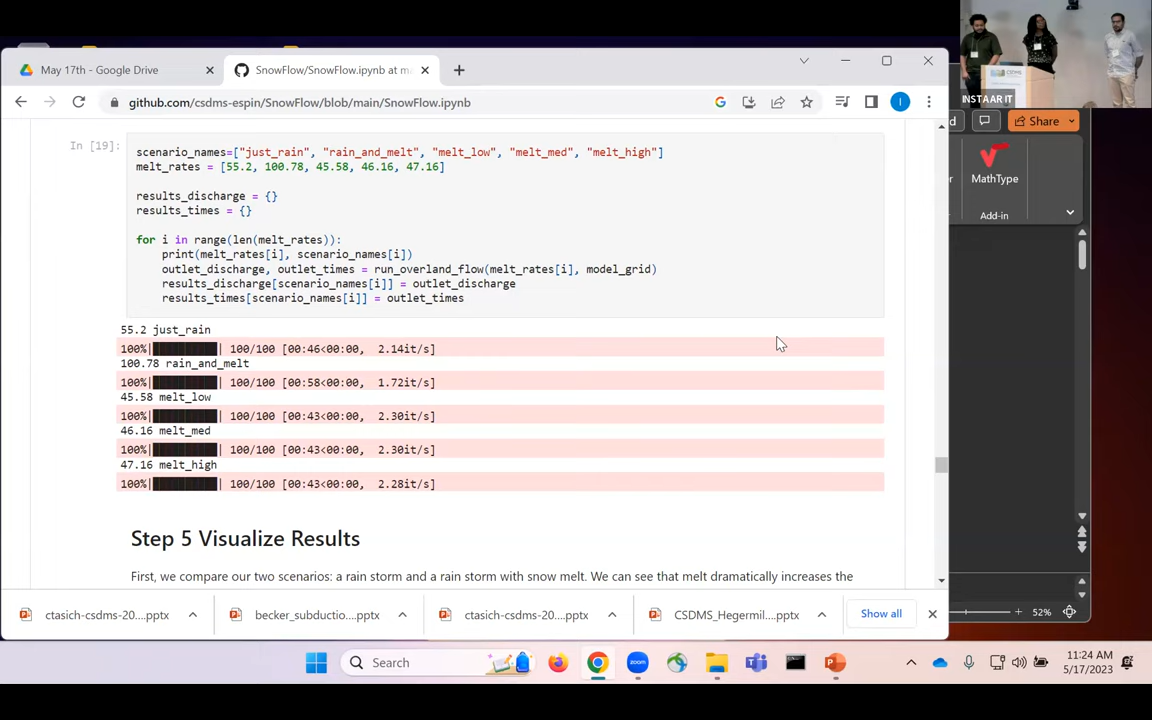 May 17th - Google Drive
SnowFlow/SnowFlow.ipynb at m
github.com/csdms-espin/SnowFlow/blob/main/SnowFlow.ipynb
INSTAAR IT
Share
MathType
Add-in
In [19]:
scenario_names=["just_rain", "rain_and_melt", "melt_low", "melt_med", "melt_high"]
melt_rates = [55.2, 100.78, 45.58, 46.16, 47.16]
results_discharge = {}
results_times = {}
for i in range(len(melt_rates)):
print(melt_rates[i], scenario_names[i])
outlet_discharge, outlet_times = run_overland_flow(melt_rates[i], model_grid)
results_discharge[scenario_names[i]] = outlet_discharge
results_times[scenario_names[i]] = outlet_times
55.2 just_rain
100%|██████████| 100/100 [00:46<00:00, 2.14it/s]
100.78 rain_and_melt
100%|██████████| 100/100 [00:58<00:00, 1.72it/s]
45.58 melt_low
100%|██████████| 100/100 [00:43<00:00, 2.30it/s]
46.16 melt_med
100%|██████████| 100/100 [00:43<00:00, 2.30it/s]
47.16 melt_high
100%|██████████| 100/100 [00:43<00:00, 2.28it/s]
Step 5 Visualize Results
First, we compare our two scenarios: a rain storm and a rain storm with snow melt. We can see that melt dramatically increases the
ctasich-csdms-20....pptx
becker_subductio....pptx
ctasich-csdms-20....pptx
CSDMS_Hegermil....pptx
Show all
52%
Search
11:24 AM
5/17/2023